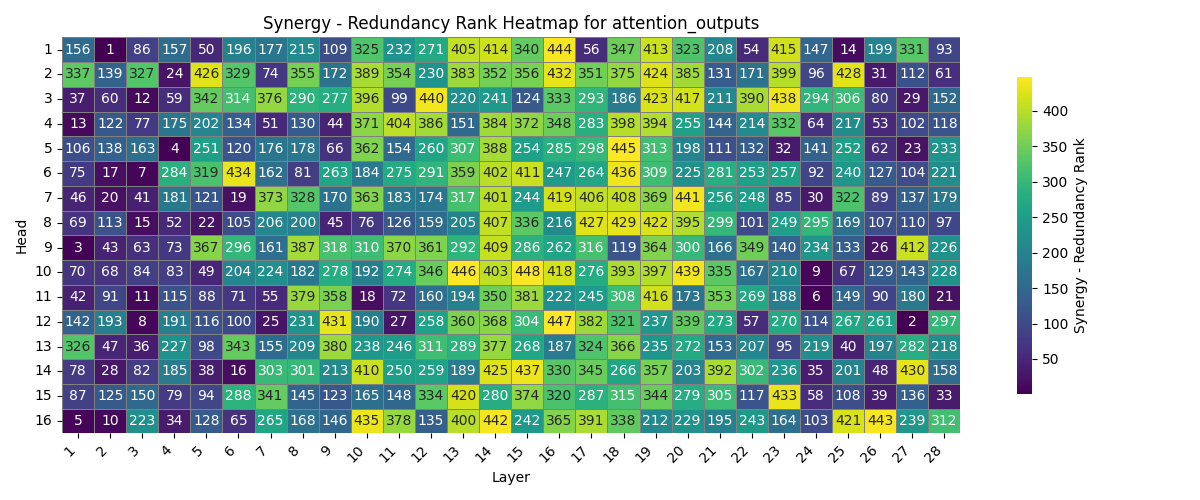 Synergy - Redundancy Rank Heatmap for attention_outputs
1 156 1 86 157 50 196 177 215 109 325 232 271 405 414 340 444 56 347 413 323 208 54 415 147 14 199 331 93
2 337 139 327 24 426 329 74 355 172 389 354 230 383 352 356 432 351 375 424 385 131 171 399 96 428 31 112 61
3 37 60 12 59 342 314 376 290 277 396 99 440 220 241 124 333 293 186 423 417 211 390 438 294 306 80 29 152
4 13 122 77 175 202 134 51 130 44 371 404 386 151 384 372 348 283 398 394 255 144 214 332 64 217 53 102 118
5 106 138 163 4 251 120 176 178 66 362 154 260 307 388 254 285 298 445 313 198 111 132 32 141 252 62 23 233
6 75 17 7 284 319 434 162 81 263 184 275 291 359 402 411 247 264 436 309 225 281 253 257 92 240 127 104 221
7 46 20 41 181 121 19 373 328 170 363 183 174 317 401 244 419 406 408 369 441 256 248 85 30 322 89 137 179
8 69 113 15 52 22 105 206 200 45 76 126 159 205 407 336 216 427 429 422 395 299 101 249 295 169 107 110 97
9 3 43 63 73 367 296 161 387 318 310 370 361 292 409 286 262 316 119 364 300 166 349 140 234 133 26 412 226
10 70 68 84 83 49 204 224 182 278 192 274 346 446 403 448 418 276 393 397 439 335 167 210 9 67 129 143 228
11 42 91 11 115 88 71 55 379 358 18 72 160 194 350 381 222 245 308 416 173 353 269 188 6 149 90 180 21
12 142 193 8 191 116 100 25 231 431 190 27 258 360 368 304 447 382 321 237 339 273 57 270 114 267 261 2 297
13 326 47 36 227 98 343 155 209 380 238 246 311 289 377 268 187 324 366 235 272 153 207 95 219 40 197 282 218
14 78 28 82 185 38 16 303 301 213 410 250 259 189 425 437 330 345 266 357 203 392 302 236 35 201 48 430 158
15 87 125 150 79 94 288 341 145 123 165 148 334 420 280 374 320 287 315 344 279 305 117 433 58 108 39 136 33
16 5 10 223 34 128 65 265 168 146 435 378 135 400 442 242 365 391 338 212 229 195 243 164 103 421 443 239 312
1 2 3 4 5 6 7 8 9 10 11 12 13 14 15 16 17 18 19 20 21 22 23 24 25 26 27 28
Layer
Head
400
350
300
250
200
150
100
50
Synergy - Redundancy Rank